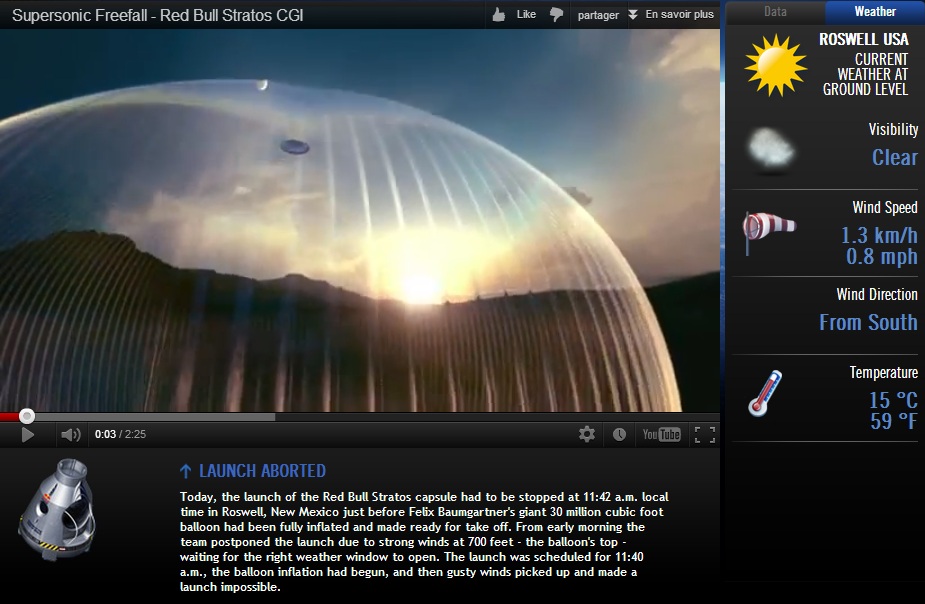 Supersonic Freefall - Red Bull Stratos CGI
Like
partager
En savoir plus
Data
Weather
ROSWELL USA
CURRENT
WEATHER AT
GROUND LEVEL
Visibility
Clear
Wind Speed
1.3 km/h
0.8 mph
Wind Direction
From South
Temperature
15 °C
59 °F
0:03 / 2:25
YouTube
LAUNCH ABORTED
Today, the launch of the Red Bull Stratos capsule had to be stopped at 11:42 a.m. local
time in Roswell, New Mexico just before Felix Baumgartner's giant 30 million cubic foot
balloon had been fully inflated and made ready for take off. From early morning the
team postponed the launch due to strong winds at 700 feet - the balloon's top -
waiting for the right weather window to open. The launch was scheduled for 11:40
a.m., the balloon inflation had begun, and then gusty winds picked up and made a
launch impossible.